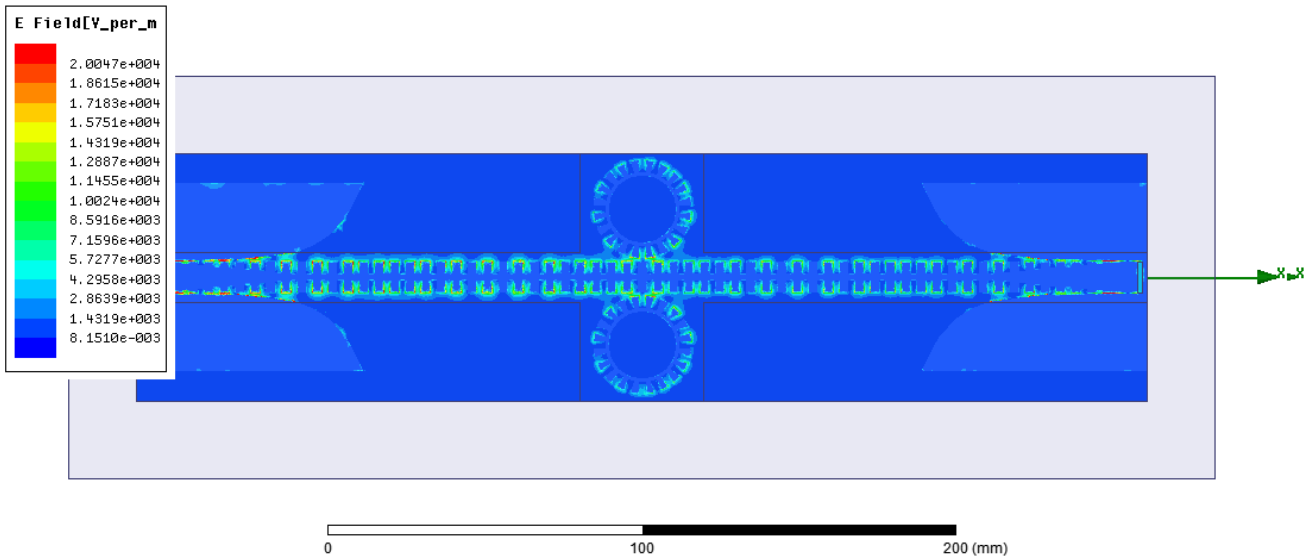 E Field[V_per_m
2.0047e+004
1.8615e+004
1.7183e+004
1.5751e+004
1.4319e+004
1.2887e+004
1.1455e+004
1.0024e+004
8.5916e+003
7.1596e+003
5.7277e+003
4.2958e+003
2.8639e+003
1.4319e+003
8.1510e-003
X
X
0
100
200 (mm)